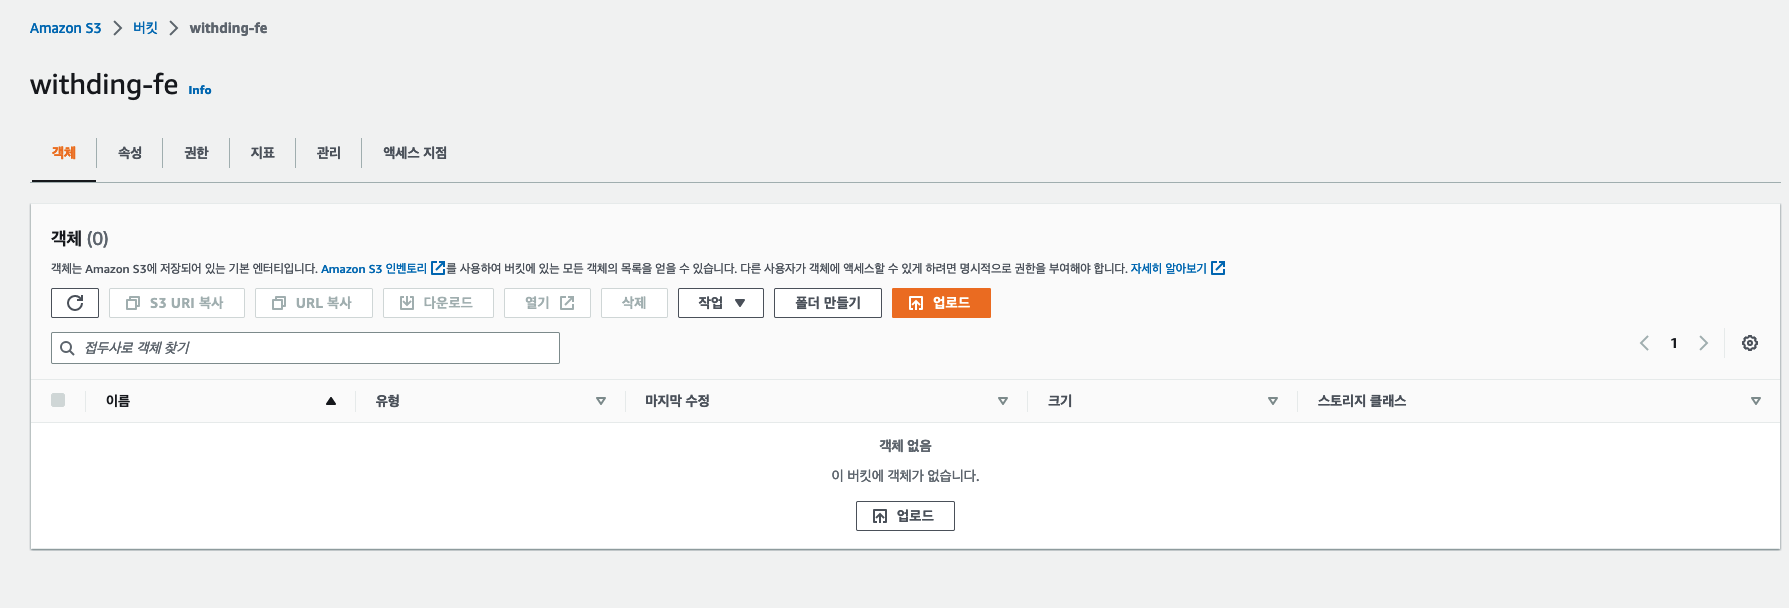 Amazon S3 > 버킷 > withding-fe
withding-fe Info
객체 속성 권한 지표 관리 액세스 지점
객체 (0)
객체는 Amazon S3에 저장되어 있는 기본 엔터티입니다. Amazon S3 인벤토리 를 사용하여 버킷에 있는 모든 객체의 목록을 얻을 수 있습니다. 다른 사용자가 객체에 액세스할 수 있게 하려면 명시적으로 권한을 부여해야 합니다. 자세히 알아보기
S3 URI 복사 URL 복사 다운로드 열기 삭제 작업 폴더 만들기 업로드
접두사로 객체 찾기
1
이름 유형 마지막 수정 크기 스토리지 클래스
객체 없음
이 버킷에 객체가 없습니다.
업로드